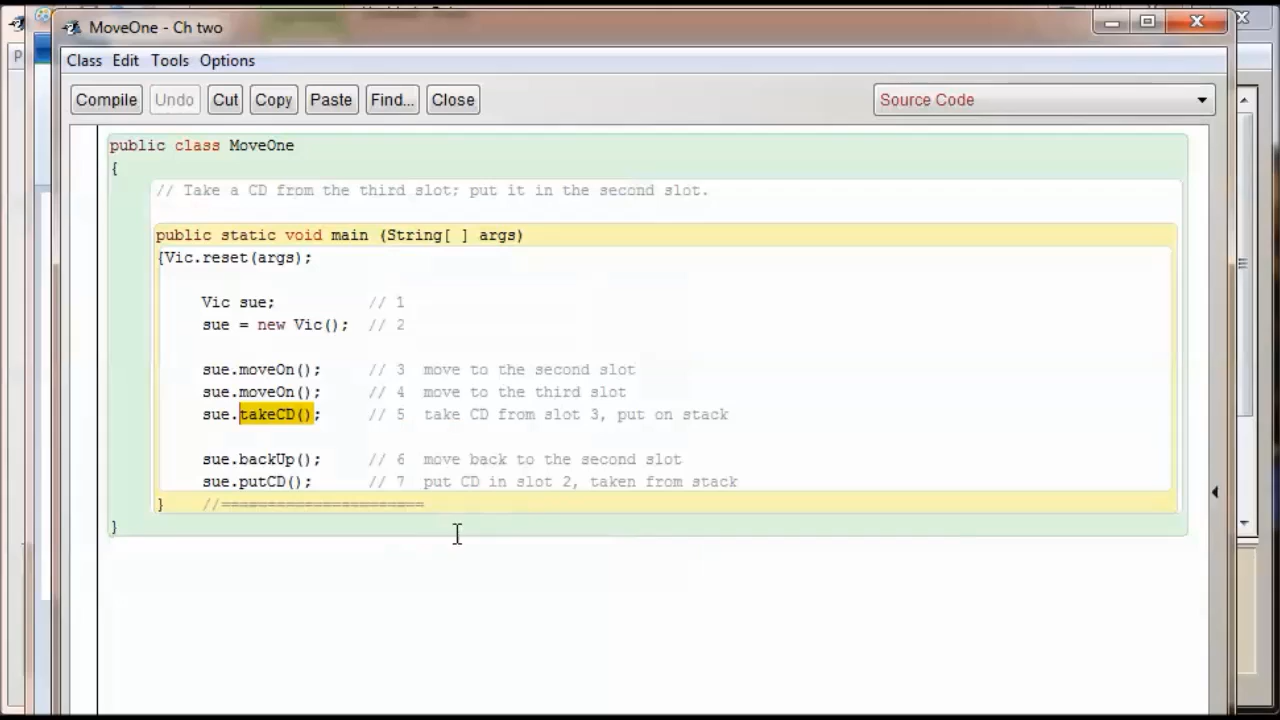 MoveOne - Ch two
Class Edit Tools Options
Compile Undo Cut Copy Paste Find... Close Source Code
public class MoveOne
{
// Take a CD from the third slot; put it in the second slot.
public static void main (String[ ] args)
{Vic.reset(args);
Vic sue; // 1
sue = new Vic(); // 2
sue.moveOn(); // 3 move to the second slot
sue.moveOn(); // 4 move to the third slot
sue.takeCD(); // 5 take CD from slot 3, put on stack
sue.backUp(); // 6 move back to the second slot
sue.putCD(); // 7 put CD in slot 2, taken from stack
} //======================
}